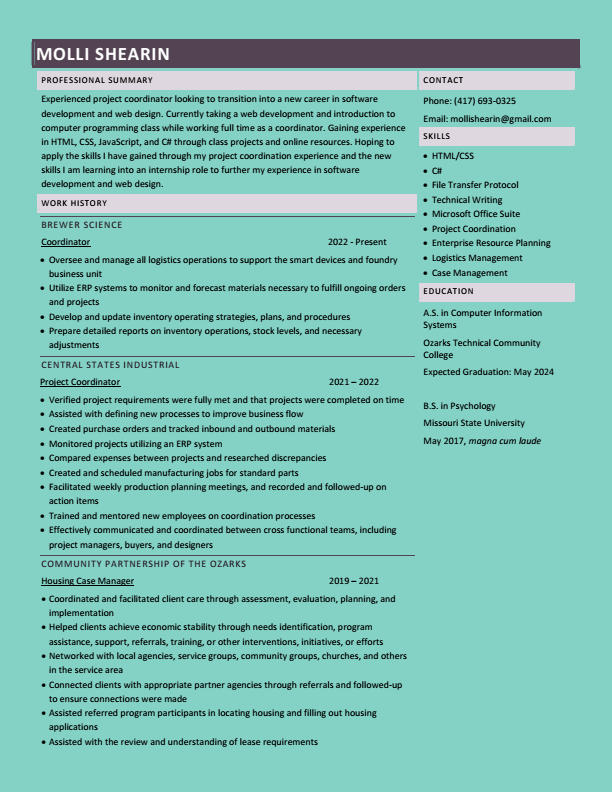 MOLLI SHEARIN
PROFESSIONAL SUMMARY
Experienced project coordinator looking to transition into a new career in software
development and web design. Currently taking a web development and introduction to
computer programming class while working full time as a coordinator. Gaining experience
in HTML, CSS, JavaScript, and C# through class projects and online resources. Hoping to
apply the skills I have gained through my project coordination experience and the new
skills I am learning into an internship role to further my experience in software
development and web design.
WORK HISTORY
BREWER SCIENCE
Coordinator 2022 - Present
• Oversee and manage all logistics operations to support the smart devices and foundry
business unit
• Utilize ERP systems to monitor and forecast materials necessary to fulfill ongoing orders
and projects
• Develop and update inventory operating strategies, plans, and procedures
• Prepare detailed reports on inventory operations, stock levels, and necessary
adjustments
CENTRAL STATES INDUSTRIAL
Project Coordinator 2021 – 2022
• Verified project requirements were fully met and that projects were completed on time
• Assisted with defining new processes to improve business flow
• Created purchase orders and tracked inbound and outbound materials
• Monitored projects utilizing an ERP system
• Compared expenses between projects and researched discrepancies
• Created and scheduled manufacturing jobs for standard parts
• Facilitated weekly production planning meetings, and recorded and followed-up on
action items
• Trained and mentored new employees on coordination processes
• Effectively communicated and coordinated between cross functional teams, including
project managers, buyers, and designers
COMMUNITY PARTNERSHIP OF THE OZARKS
Housing Case Manager 2019 – 2021
• Coordinated and facilitated client care through assessment, evaluation, planning, and
implementation
• Helped clients achieve economic stability through needs identification, program
assistance, support, referrals, training, or other interventions, initiatives, or efforts
• Networked with local agencies, service groups, community groups, churches, and others
in the service area
• Connected clients with appropriate partner agencies through referrals and followed-up
to ensure connections were made
• Assisted referred program participants in locating housing and filling out housing
applications
• Assisted with the review and understanding of lease requirements
CONTACT
Phone: (417) 693-0325
Email: mollishearin@gmail.com
SKILLS
• HTML/CSS
• C#
• File Transfer Protocol
• Technical Writing
• Microsoft Office Suite
• Project Coordination
• Enterprise Resource Planning
• Logistics Management
• Case Management
EDUCATION
A.S. in Computer Information
Systems
Ozarks Technical Community
College
Expected Graduation: May 2024
B.S. in Psychology
Missouri State University
May 2017, magna cum laude